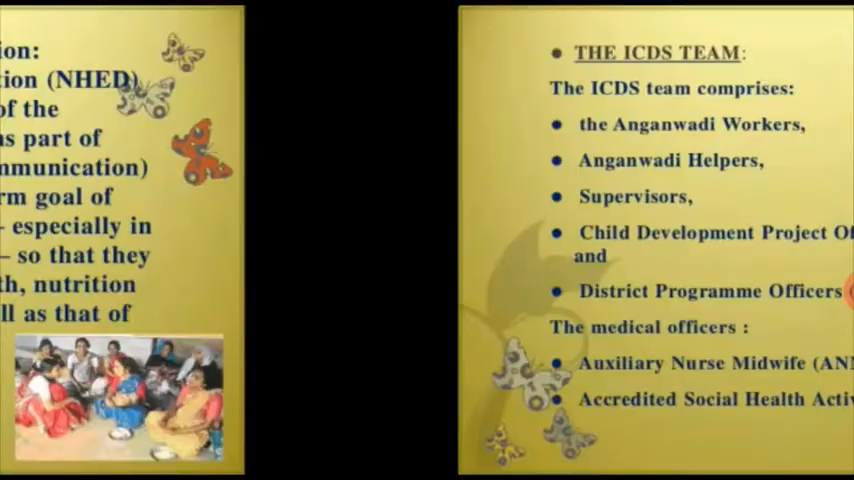 ion:
tion (NHED)
of the
as part of
mmunication)
rm goal of
- especially in
– so that they
th, nutrition
ll as that of
THE ICDS TEAM:
The ICDS team comprises:
the Anganwadi Workers,
Anganwadi Helpers,
Supervisors,
Child Development Project Of
and
District Programme Officers
The medical officers :
Auxiliary Nurse Midwife (ANM
Accredited Social Health Activ